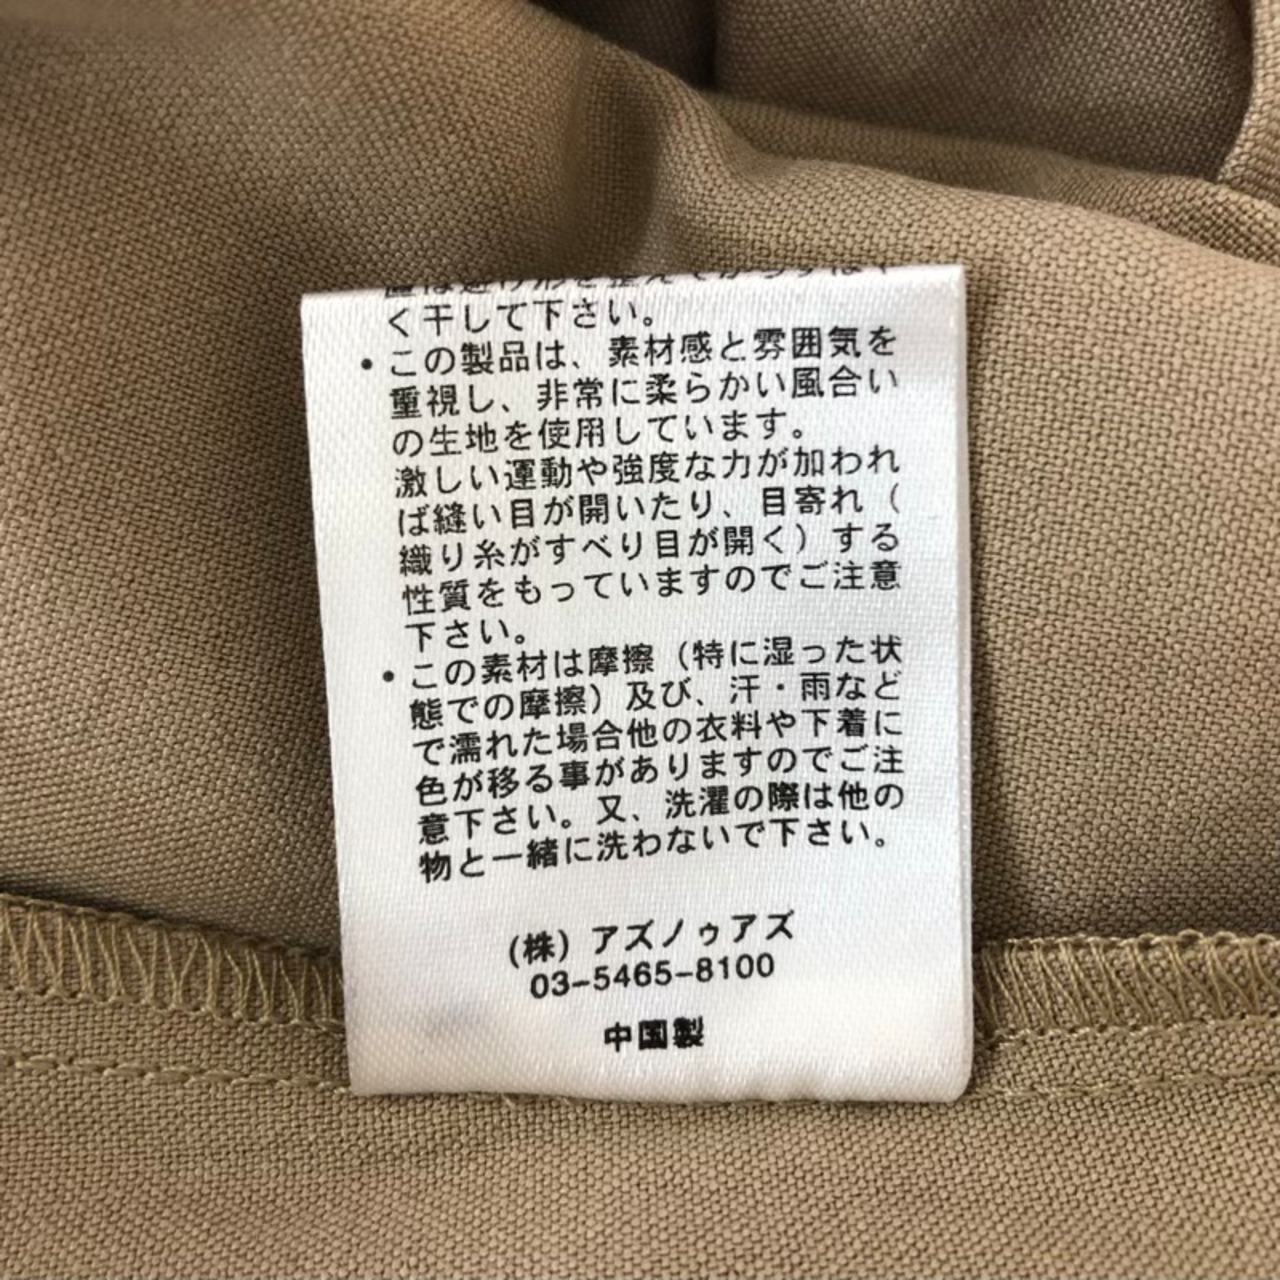 く干して下さい。
・この製品は、素材感と雰囲気を
重視し、非常に柔らかい風合い
の生地を使用しています。
激しい運動や強度な力が加われ
ば縫い目が開いたり、目寄れ（
織り糸がすべり目が開く）する
性質をもっていますのでご注意
下さい。
・この素材は摩擦（特に湿った状
態での摩擦）及び、汗・雨など
で濡れた場合他の衣料や下着に
色が移る事がありますのでご注
意下さい。又、洗濯の際は他の
物と一緒に洗わないで下さい。
(株) アズノゥアズ
03-5465-8100
中国製